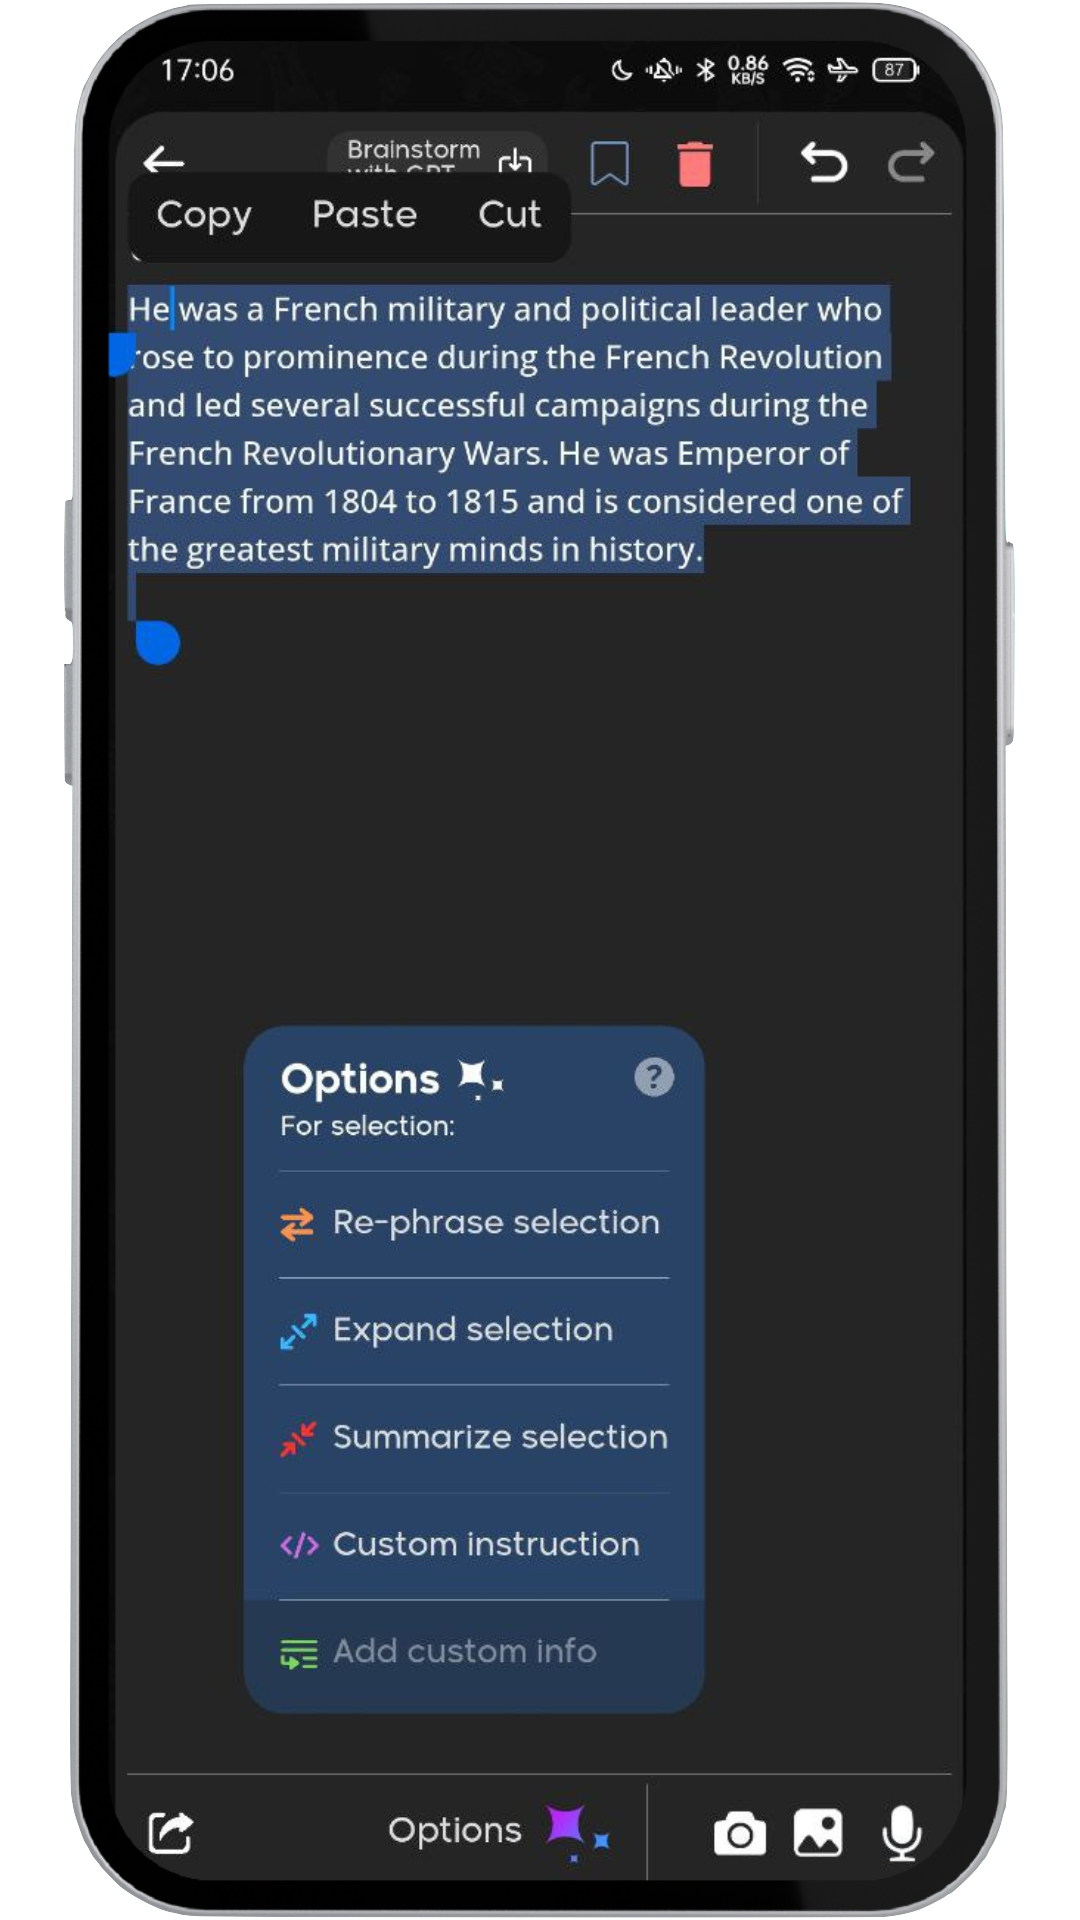 17:06
0.86
KB/S
87
Brainstorm
with GPT
Copy Paste Cut
He was a French military and political leader who
rose to prominence during the French Revolution
and led several successful campaigns during the
French Revolutionary Wars. He was Emperor of
France from 1804 to 1815 and is considered one of
the greatest military minds in history.
Options
?
For selection:
Re-phrase selection
Expand selection
Summarize selection
</> Custom instruction
Add custom info
Options